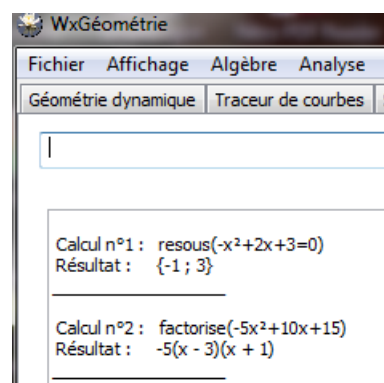 WxGéométrie
Fichier Affichage Algèbre Analyse
Géométrie dynamique Traceur de courbes
Calcul n°1 : resous(-x²+2x+3=0)
Résultat : {-1 ; 3}
Calcul n°2 : factorise(-5x²+10x+15)
Résultat : -5(x - 3)(x + 1)